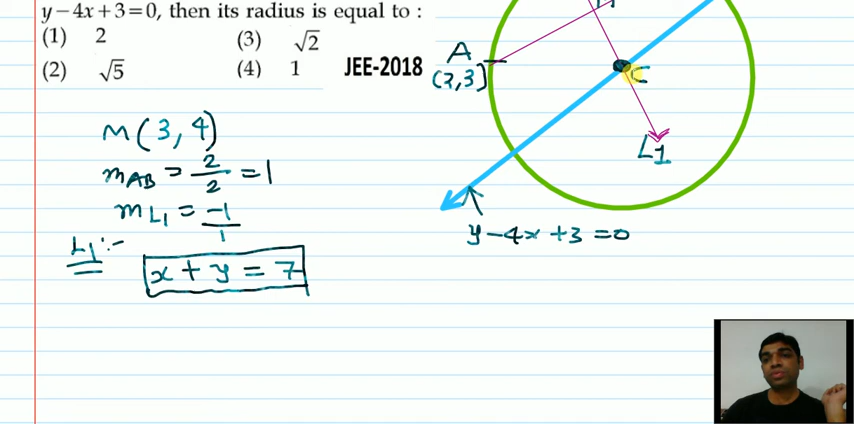 y−4x+3=0, then its radius is equal to :
(1) 2 (3) √2
(2) √5 (4) 1 JEE-2018
A
(2,3)
C
L1
y−4x+3=0
M(3,4)
mAB = 2/2 = 1
mL1 = −1/1
L1:−
x+y=7